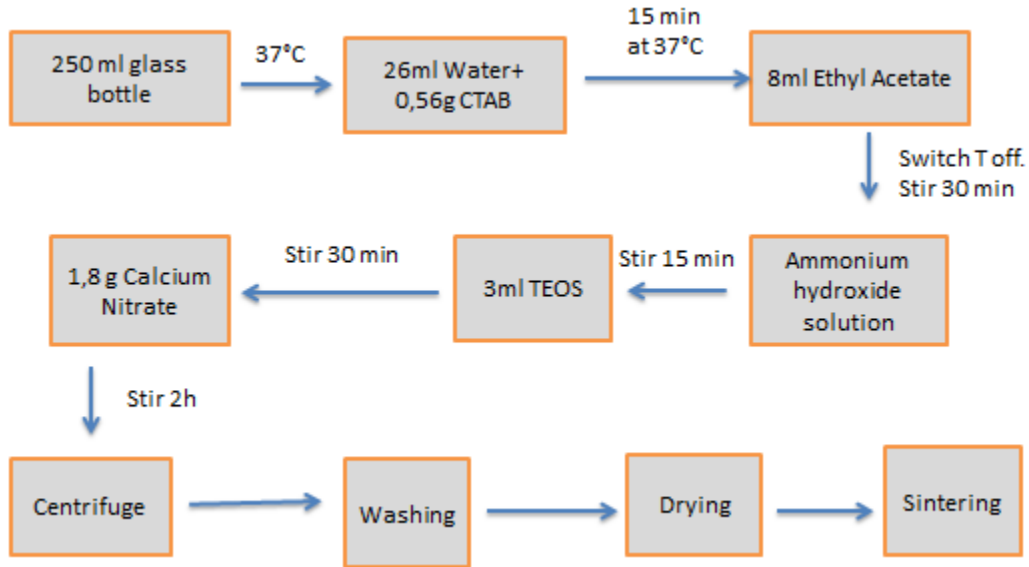 250 ml glass
bottle
37°C
26ml Water+
0,56g CTAB
15 min
at 37°C
8ml Ethyl Acetate
Switch T off.
Stir 30 min
Ammonium
hydroxide
solution
Stir 15 min
3ml TEOS
Stir 30 min
1,8 g Calcium
Nitrate
Stir 2h
Centrifuge
Washing
Drying
Sintering